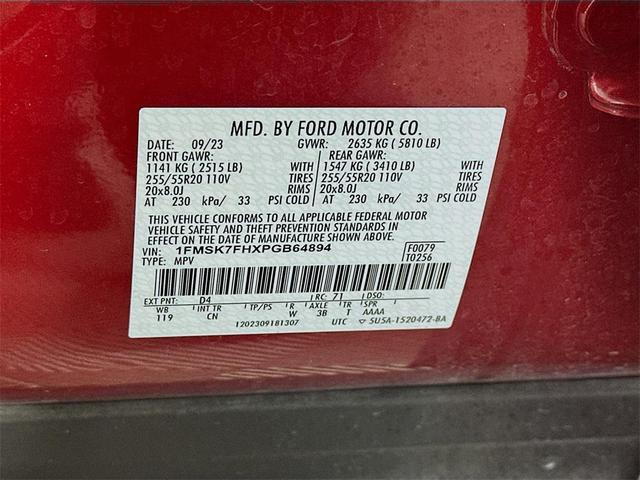 MFD. BY FORD MOTOR CO.
DATE: 09/23 GVWR: 2635 KG ( 5810 LB)
FRONT GAWR: REAR GAWR:
1141 KG ( 2515 LB) WITH 1547 KG ( 3410 LB) WITH
255/55R20 110V TIRES 255/55R20 110V TIRES
20x8.0J RIMS 20x8.0J RIMS
AT 230 kPa/ 33 PSI COLD AT 230 kPa/ 33 PSI COLD
THIS VEHICLE CONFORMS TO ALL APPLICABLE FEDERAL MOTOR
VEHICLE SAFETY AND THEFT PREVENTION STANDARDS IN
EFFECT ON THE DATE OF MANUFACTURE SHOWN ABOVE.
VIN: 1FMSK7FHXPGB64894 F0079
TYPE: MPV T0256
EXT PNT: D4 RC: 71 DSO:
WB INT TR TP/PS R AXLE TR SPR
119 CN W 3B T AAAA
1202309181307 UTC 5U5A-1520472-BA